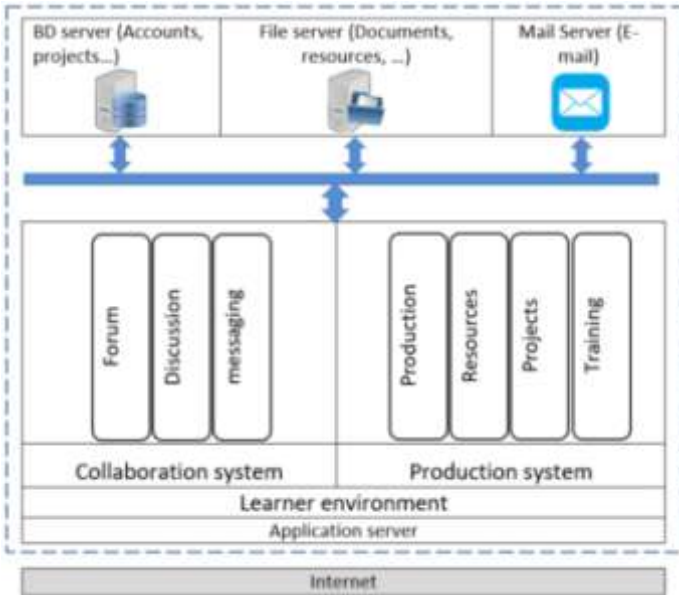 BD server (Accounts,
projects...)
File server (Documents,
resources, ...)
Mail Server (E-
mail)
Forum
Discussion
messaging
Production
Resources
Projects
Training
Collaboration system
Production system
Learner environment
Application server
Internet